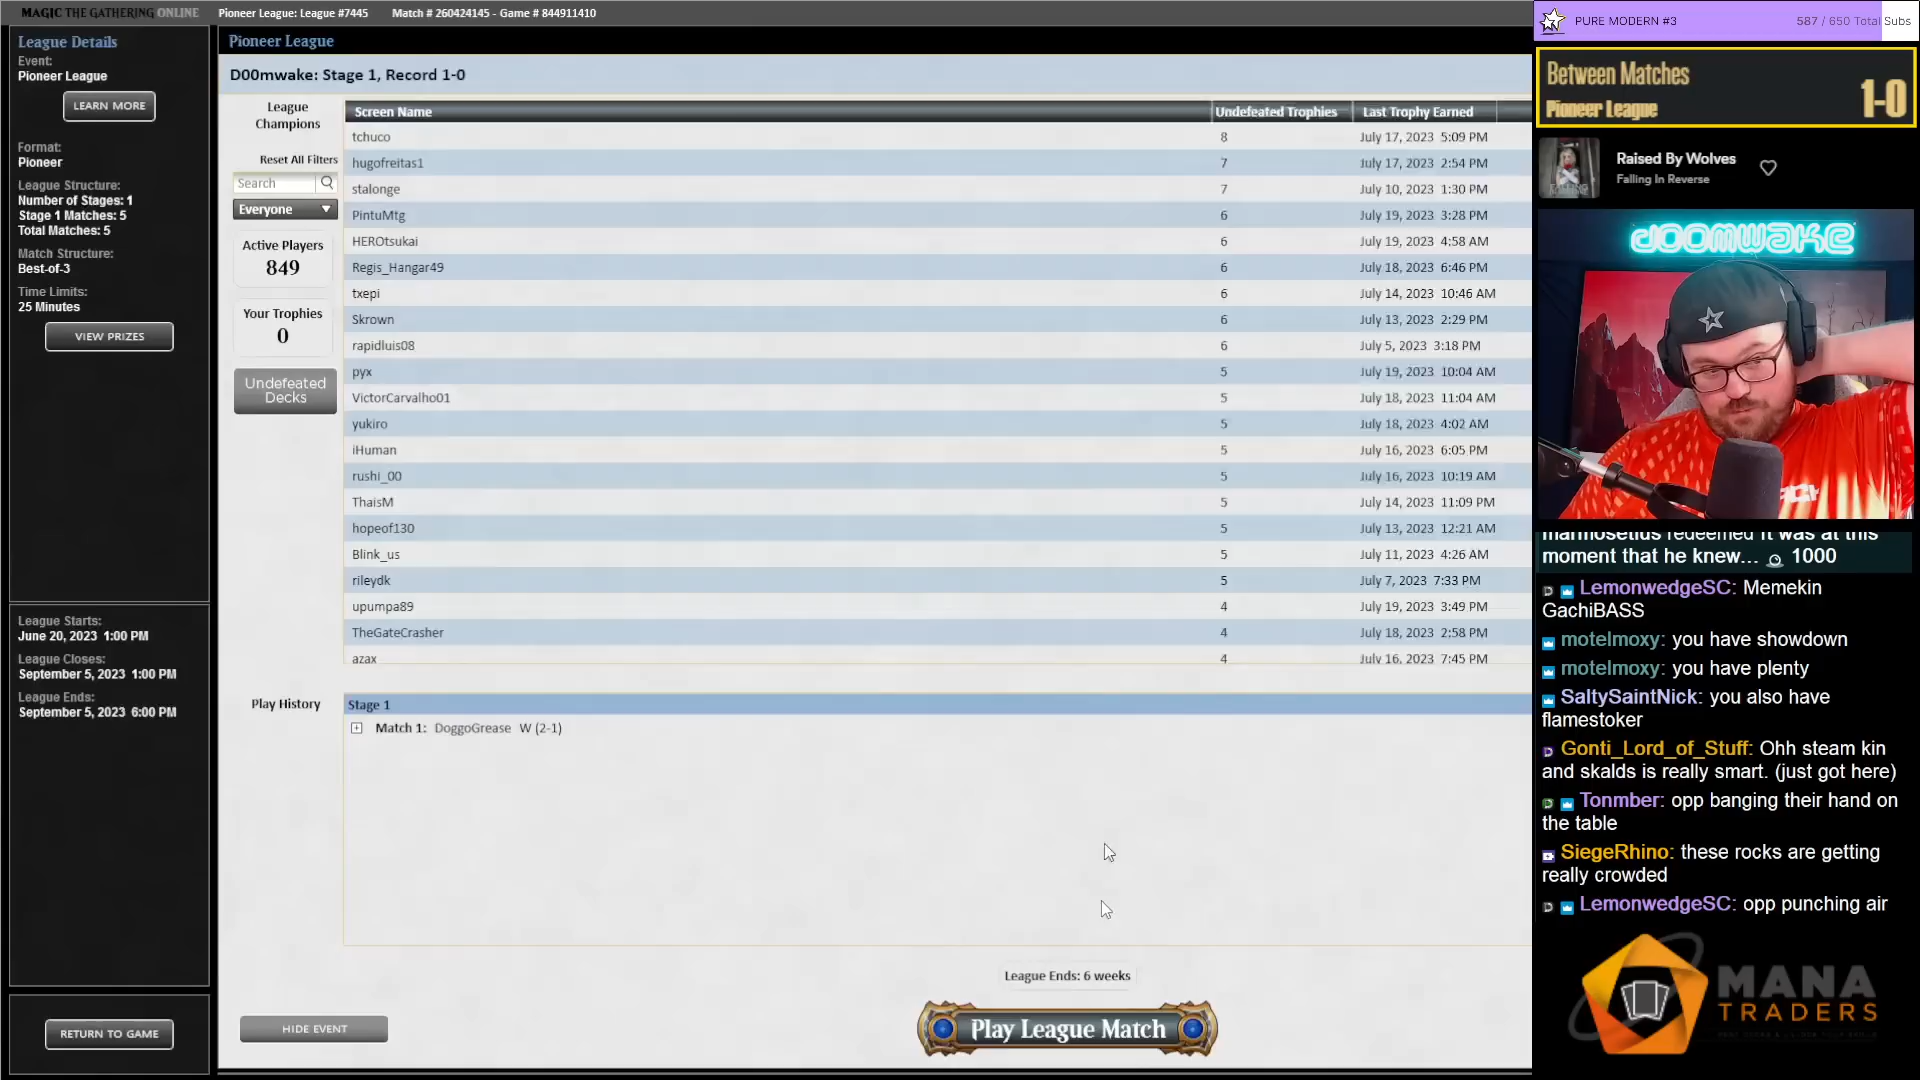 MAGIC THE GATHERING ONLINE
Pioneer League: League #7445
Match # 260424145 - Game # 844911410
League Details
Event:
Pioneer League
LEARN MORE
Format:
Pioneer
League Structure:
Number of Stages: 1
Stage 1 Matches: 5
Total Matches: 5
Match Structure:
Best-of-3
Time Limits:
25 Minutes
VIEW PRIZES
League Starts:
June 20, 2023 1:00 PM
League Closes:
September 5, 2023 1:00 PM
League Ends:
September 5, 2023 6:00 PM
RETURN TO GAME
Pioneer League
D00mwake: Stage 1, Record 1-0
League
Champions
Reset All Filters
Search
Everyone
Active Players
849
Your Trophies
0
Undefeated
Decks
Screen Name Undefeated Trophies Last Trophy Earned
tchuco 8 July 17, 2023 5:09 PM
hugofreitas1 7 July 17, 2023 2:54 PM
stalonge 7 July 10, 2023 1:30 PM
PintuMtg 6 July 19, 2023 3:28 PM
HEROtsukai 6 July 19, 2023 4:58 AM
Regis_Hangar49 6 July 18, 2023 6:46 PM
txepi 6 July 14, 2023 10:46 AM
Skrown 6 July 13, 2023 2:29 PM
rapidluis08 6 July 5, 2023 3:18 PM
pyx 5 July 19, 2023 10:04 AM
VictorCarvalho01 5 July 18, 2023 11:04 AM
yukiro 5 July 18, 2023 4:02 AM
iHuman 5 July 16, 2023 6:05 PM
rushi_00 5 July 16, 2023 10:19 AM
ThaisM 5 July 14, 2023 11:09 PM
hopeof130 5 July 13, 2023 12:21 AM
Blink_us 5 July 11, 2023 4:26 AM
rileydk 5 July 7, 2023 7:33 PM
upumpa89 4 July 19, 2023 3:49 PM
TheGateCrasher 4 July 18, 2023 2:58 PM
azax 4 July 16, 2023 7:45 PM
Play History
Stage 1
Match 1: DoggoGrease W (2-1)
League Ends: 6 weeks
HIDE EVENT
Play League Match
PURE MODERN #3
587 / 650 Total Subs
Between Matches
Pioneer League
1-0
Raised By Wolves
Falling In Reverse
doomwake
marmosetius redeemed It was at this
moment that he knew... 1000
LemonwedgeSC: Memekin
GachiBASS
motelmoxy: you have showdown
motelmoxy: you have plenty
SaltySaintNick: you also have
flamestoker
Gonti_Lord_of_Stuff: Ohh steam kin
and skalds is really smart. (just got here)
Tonmber: opp banging their hand on
the table
SiegeRhino: these rocks are getting
really crowded
LemonwedgeSC: opp punching air
MANA
TRADERS